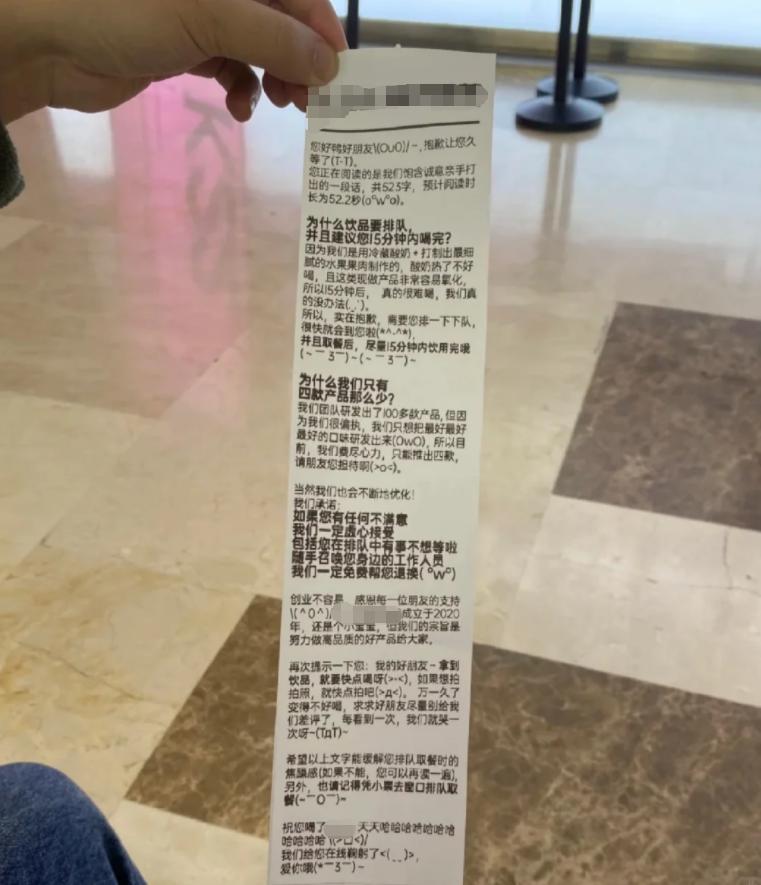 您好鸭好朋友\(OuO)/~,抱歉让您久
等了(T-T)。
您正在阅读的是我们饱含诚意亲手打
出的一段话,共523字,预计阅读时
长为52.2秒(o°w°o)。
为什么饮品要排队,
并且建议您15分钟内喝完?
因为我们是用冷藏酸奶+打制出最细
腻的水果果肉制作的,酸奶热了不好
喝,且这类现做产品非常容易氧化,
所以15分钟后, 真的很难喝,我们真
的没办法(._.`)。
所以,实在抱歉,需要您排一下下队,
很快就会到您啦(*^-^*),
并且取餐后,尽量15分钟内饮用完哦
(~￣3￣)~(~￣3￣)~
为什么我们只有
四款产品那么少?
我们团队研发出了100多款产品,但因
为我们很偏执,我们只想把最好最好
最好的口味研发出来(OwO),所以目
前,我们费尽心力,只能推出四款,
请朋友您担待啊(>o<)。
当然我们也会不断地优化!
我们承诺:
如果您有任何不满意
我们一定虚心接受
包括您在排队中有事不想等啦
随手召唤您身边的工作人员
我们一定免费帮您退换(°w°)
创业不容易,感恩每一位朋友的支持
\(^O^)/ 成立于2020
年,还是个小宝宝,但我们的宗旨是
努力做高品质的好产品给大家。
再次提示一下您:我的好朋友~拿到
饮品,就要快点喝呀(>-<),如果想拍
拍照,就快点拍吧(>д<)。 万一久了
变得不好喝,求求好朋友尽量别给我
们差评了,每看到一次,我们就哭一
次呀~(TдT)~
希望以上文字能缓解您排队取餐时的
焦躁感(如果不能,您可以再读一遍),
另外,也请记得凭小票去窗口排队取
餐(~￣O￣)~
祝您喝了 天天哈哈哈哈哈哈哈
哈哈哈哈\(>口<)/
我们给您在线鞠躬了<(_ _)>,
爱你哦(*￣3￣)~